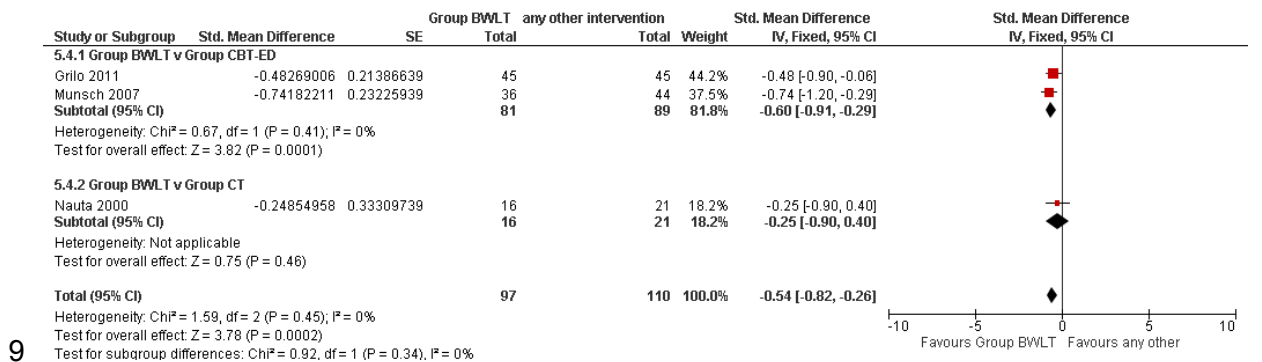 Group BWLT any other intervention Std. Mean Difference Std. Mean Difference
Study or Subgroup Std. Mean Difference SE Total Total Weight IV, Fixed, 95% CI IV, Fixed, 95% CI
5.4.1 Group BWLT v Group CBT-ED
Grilo 2011 -0.48269006 0.21386639 45 45 44.2% -0.48 [-0.90, -0.06]
Munsch 2007 -0.74182211 0.23225939 36 44 37.5% -0.74 [-1.20, -0.29]
Subtotal (95% CI) 81 89 81.8% -0.60 [-0.91, -0.29]
Heterogeneity: Chi² = 0.67, df = 1 (P = 0.41); I² = 0%
Test for overall effect: Z = 3.82 (P = 0.0001)
5.4.2 Group BWLT v Group CT
Nauta 2000 -0.24854958 0.33309739 16 21 18.2% -0.25 [-0.90, 0.40]
Subtotal (95% CI) 16 21 18.2% -0.25 [-0.90, 0.40]
Heterogeneity: Not applicable
Test for overall effect: Z = 0.75 (P = 0.46)
Total (95% CI) 97 110 100.0% -0.54 [-0.82, -0.26]
Heterogeneity: Chi² = 1.59, df = 2 (P = 0.45); I² = 0%
Test for overall effect: Z = 3.78 (P = 0.0002)
Test for subgroup differences: Chi² = 0.92, df = 1 (P = 0.34), I² = 0%
-10 -5 0 5 10
Favours Group BWLT Favours any other
9